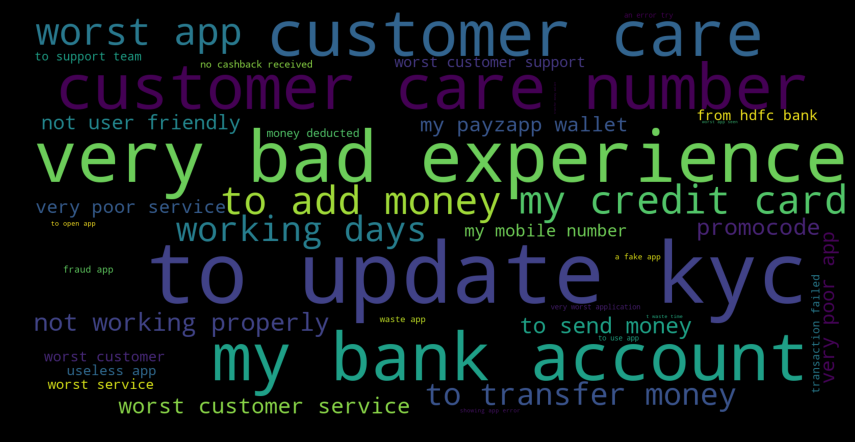 worst app
customer care
to support team
no cashback received
worst customer support
customer care number
not user friendly
money deducted
my payzapp wallet
from hdfc bank
very bad experience
very poor service
to add money
my credit card
to open app
working days
my mobile number
promocode
fraud app
to update kyc
a fake app
very poor app
transaction failed
very worst application
not working properly
waste app
to send money
to use app
worst customer
useless app
worst service
my bank account
worst customer service
to transfer money
showing app error